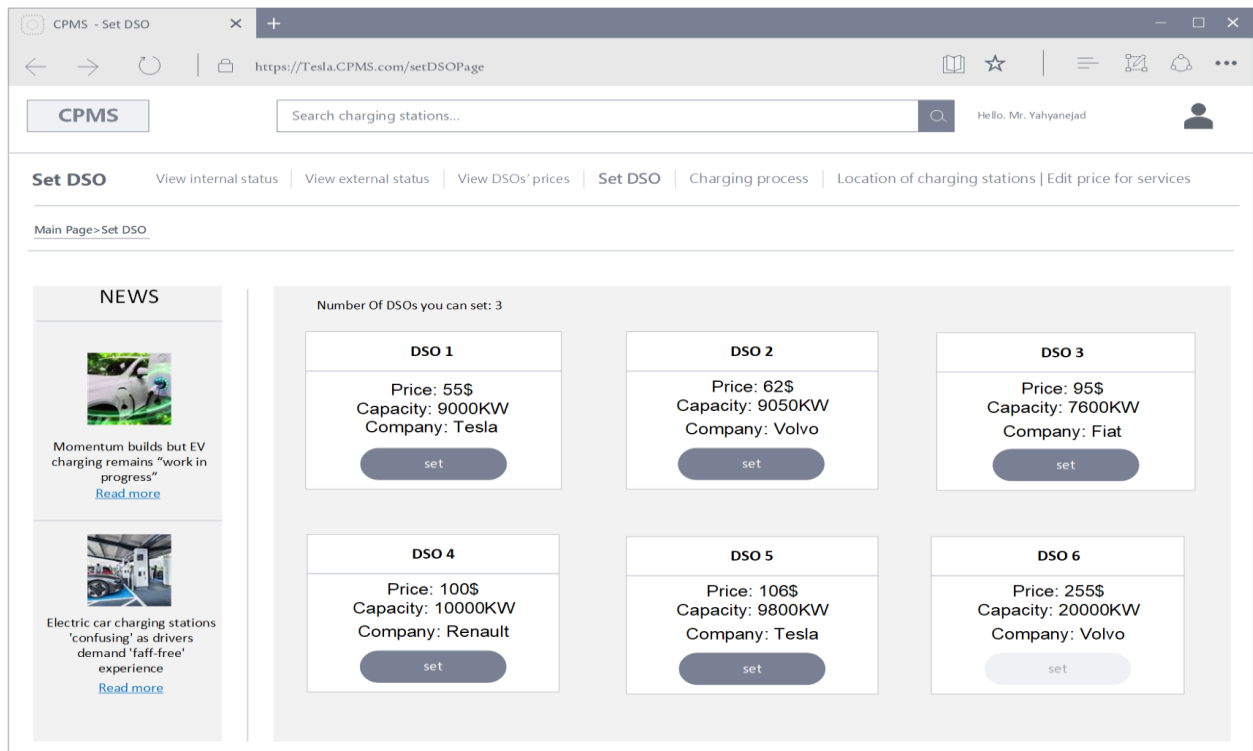 CPMS - Set DSO
https://Tesla.CPMS.com/setDSOPage
CPMS
Search charging stations...
Hello. Mr. Yahyanejad
Set DSO
View internal status | View external status | View DSOs' prices | Set DSO | Charging process | Location of charging stations | Edit price for services
Main Page>Set DSO
NEWS
Momentum builds but EV
charging remains “work in
progress”
Read more
Electric car charging stations
'confusing' as drivers
demand 'faff-free'
experience
Read more
Number Of DSOs you can set: 3
DSO 1
Price: 55$
Capacity: 9000KW
Company: Tesla
set
DSO 2
Price: 62$
Capacity: 9050KW
Company: Volvo
set
DSO 3
Price: 95$
Capacity: 7600KW
Company: Fiat
set
DSO 4
Price: 100$
Capacity: 10000KW
Company: Renault
set
DSO 5
Price: 106$
Capacity: 9800KW
Company: Tesla
set
DSO 6
Price: 255$
Capacity: 20000KW
Company: Volvo
set